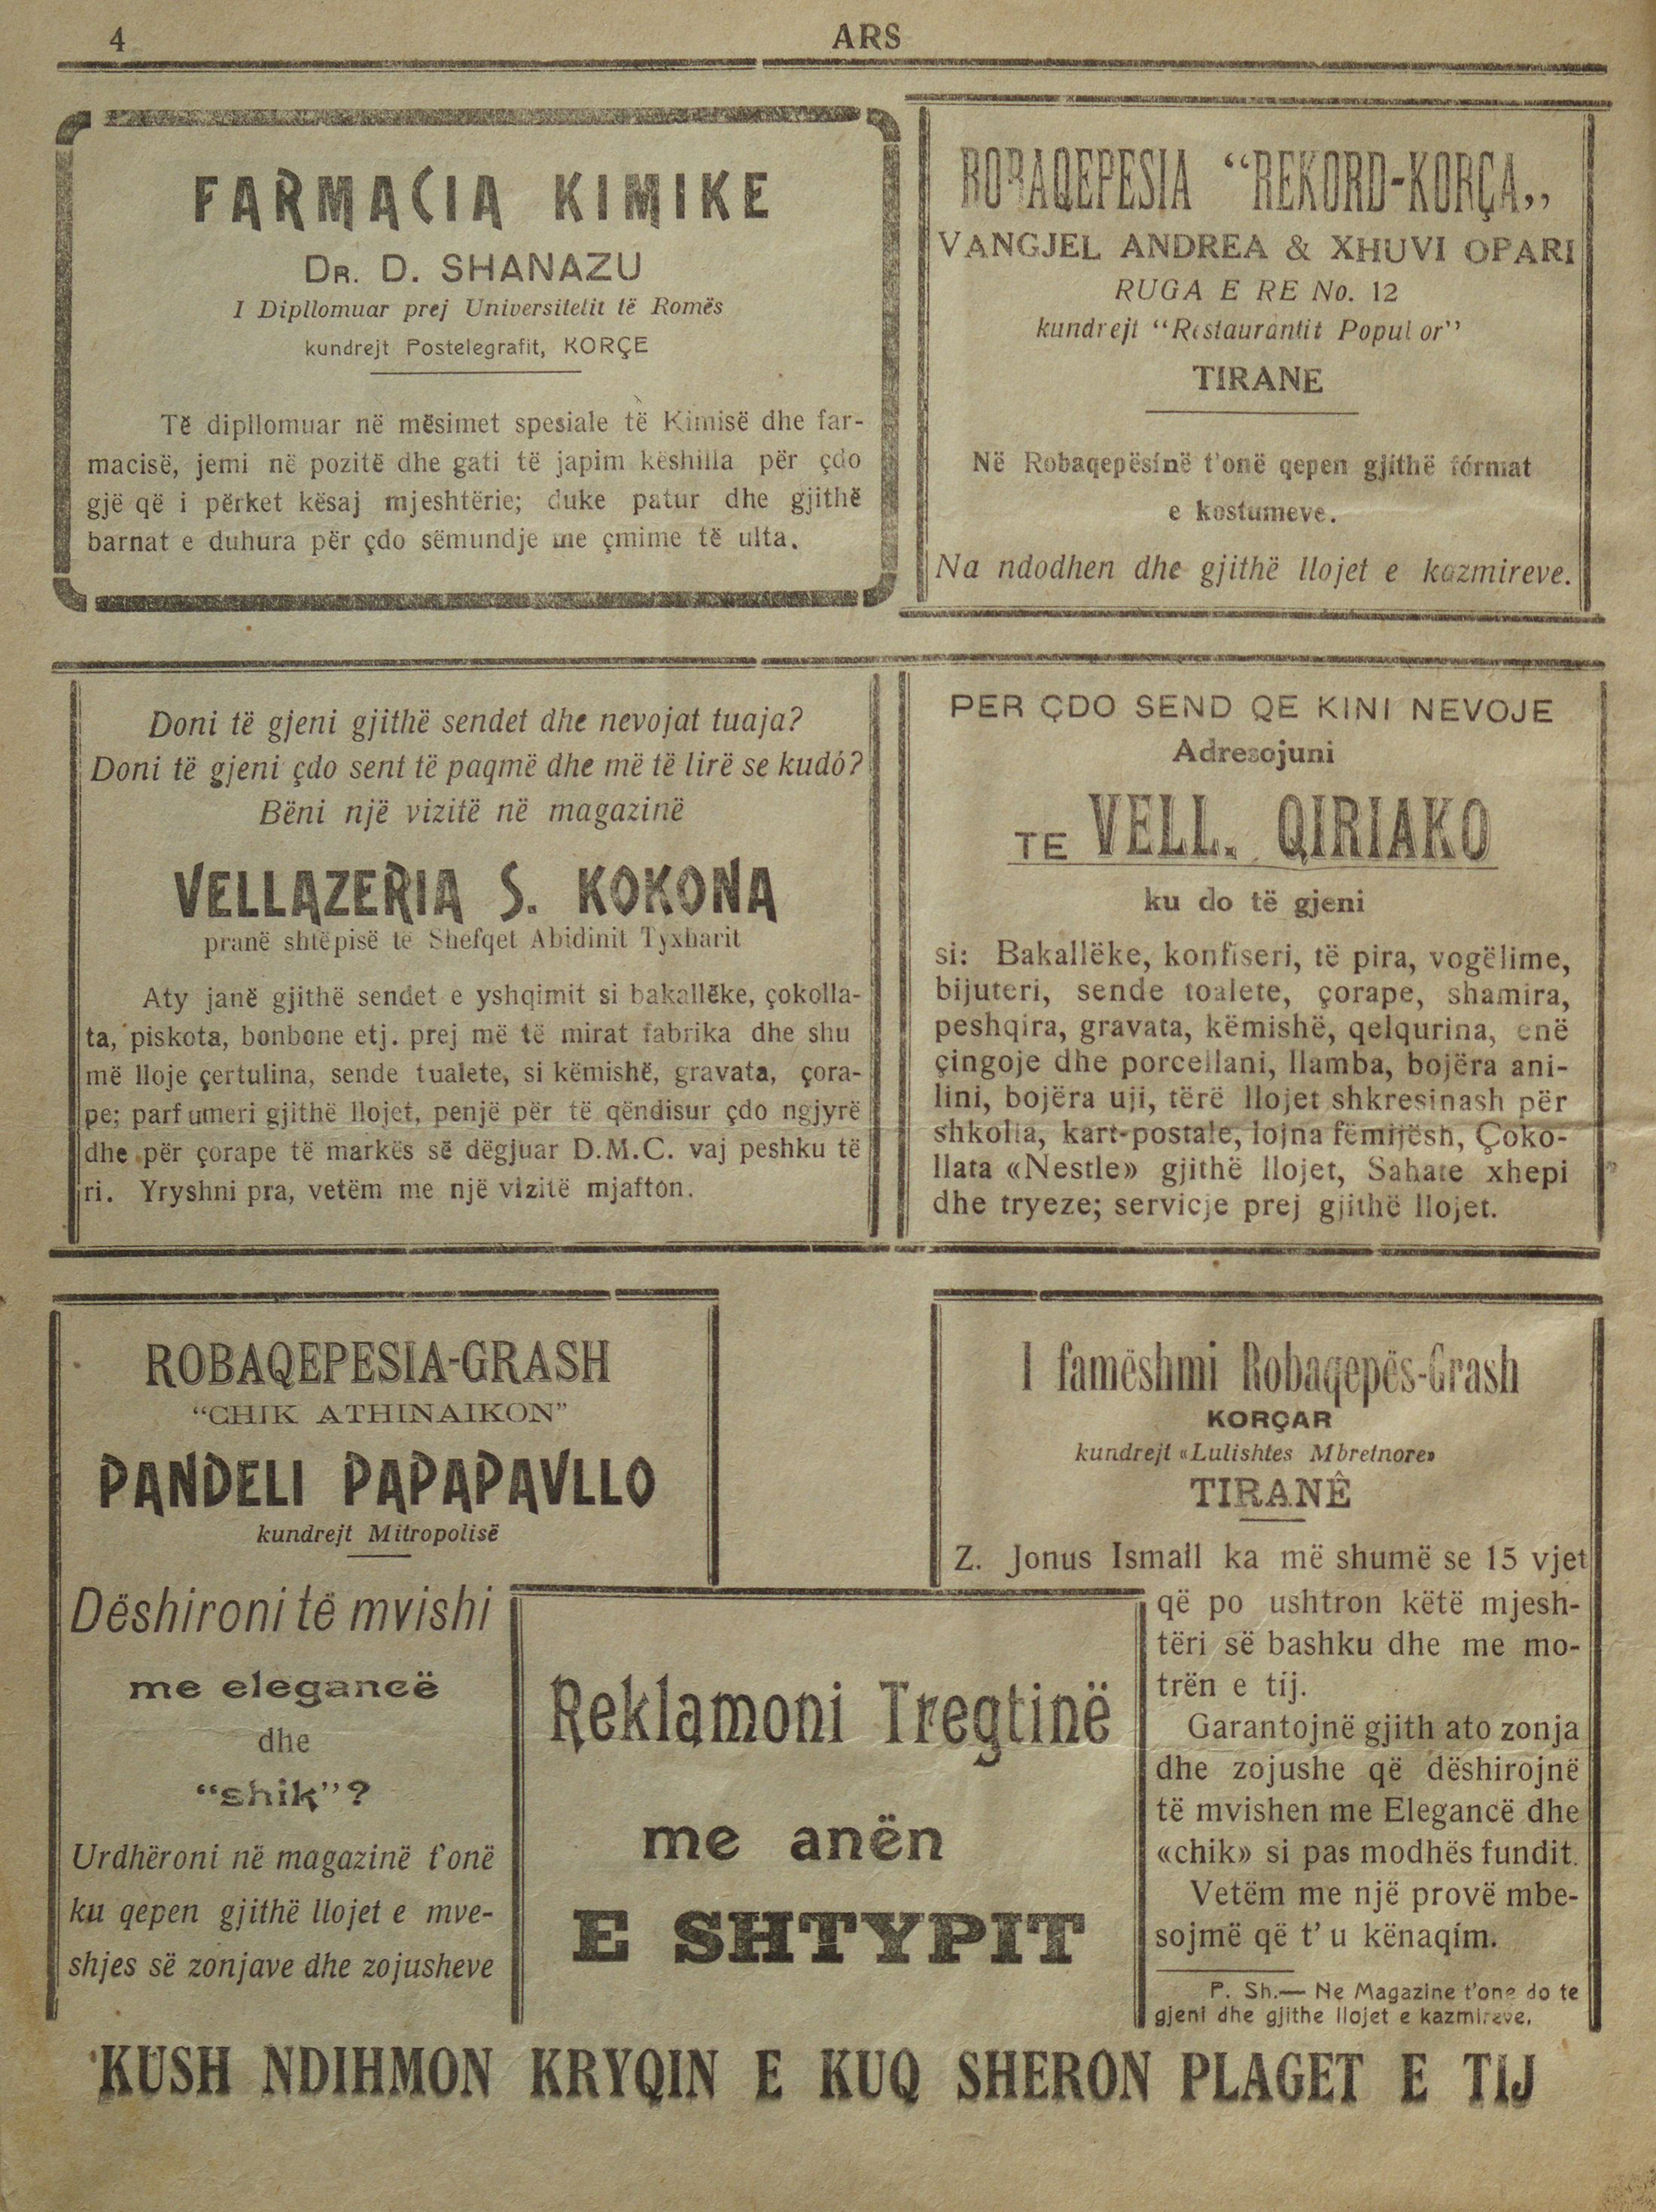 4
ARS
FARMACIA KIMIKE
DR. D. SHANAZU
I Dipllomuar prej Universitetit të Romës
kundrejt Postelegrafit, KORÇE
Të dipllomuar në mësimet spesiale të Kimisë dhe far-
macisë, jemi në pozitë dhe gati të japim këshilla për çdo
gjë që i përket kësaj mjeshtërie; duke patur dhe gjithë
barnat e duhura për çdo sëmundje me çmime të ulta.
ROBAQEPESIA “REKORD-KORÇA„
VANGJEL ANDREA & XHUVI OPARI
RUGA E RE No. 12
kundrejt “Restaurantit Popul or”
TIRANE
Në Robaqepësínë t'onë qepen gjithë fórmat
e kostumeve.
Na ndodhen dhe gjithë llojet e kazmireve.
Doni të gjeni gjithë sendet dhe nevojat tuaja?
Doni të gjeni çdo sent të paqmë dhe më të lirë se kudó?
Bëni një vizitë në magazinë
VELLAZERIA S. KOKONA
pranë shtëpisë të Shefqet Abidinit Tyxharit
Aty janë gjithë sendet e yshqimit si bakallëke, çokolla-
ta, piskota, bonbone etj. prej më të mirat fabrika dhe shu
më lloje çertulina, sende tualete, si këmishë, gravata, çora-
pe; parfumeri gjithë llojet, penjë për të qëndisur çdo ngjyrë
dhe për çorape të markës së dëgjuar D.M.C. vaj peshku të
ri. Yryshni pra, vetëm me një vizitë mjafton.
PER ÇDO SEND QE KINI NEVOJE
Adresojuni
TE VELL. QIRIAKO
ku do të gjeni
si: Bakallëke, konfiseri, të pira, vogëlime,
bijuteri, sende toalete, çorape, shamira,
peshqira, gravata, këmishë, qelqurina, enë
çingoje dhe porcellani, llamba, bojëra ani-
lini, bojëra uji, tërë llojet shkresinash për
shkolla, kart-postale, lojna fëmijësh, Çoko-
llata «Nestle» gjithë llojet, Sahate xhepi
dhe tryeze; servicje prej gjithë llojet.
ROBAQEPESIA-GRASH
“CHIK ATHINAIKON”
PANDELI PAPAPAVLLO
kundrejt Mitropolisë
Dëshironi të mvishi
me elegancë
dhe
“shik”?
Urdhëroni në magazinë t'onë
ku qepen gjithë llojet e mve-
shjes së zonjave dhe zojusheve
Reklamoni Tregtinë
me anën
E SHTYPIT
I famëshmi Robaqepës-Grash
KORÇAR
kundrejt «Lulishtes Mbretnore»
TIRANÊ
Z. Jonus Ismail ka më shumë se 15 vjet
që po ushtron këtë mjesh-
tëri së bashku dhe me mo-
trën e tij.
Garantojnë gjith ato zonja
dhe zojushe që dëshirojnë
të mvishen me Elegancë dhe
«chik» si pas modhës fundit.
Vetëm me një provë mbe-
sojmë që t' u kënaqím.
P. Sh.— Ne Magazine t'one do te
gjeni dhe gjithe llojet e kazmireve.
KUSH NDIHMON KRYQIN E KUQ SHERON PLAGET E TIJ